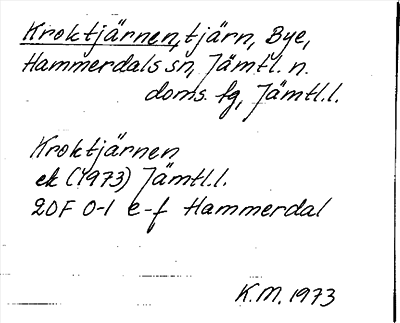 Kroktjärnen, tjärn, Bye,
Hammerdals sn, Jämtl. n.
doms. fg, Jämtl.l.
Kroktjärnen
ek (1973) Jämtl.l.
20F 0-1 e-f Hammerdal
K.M. 1973